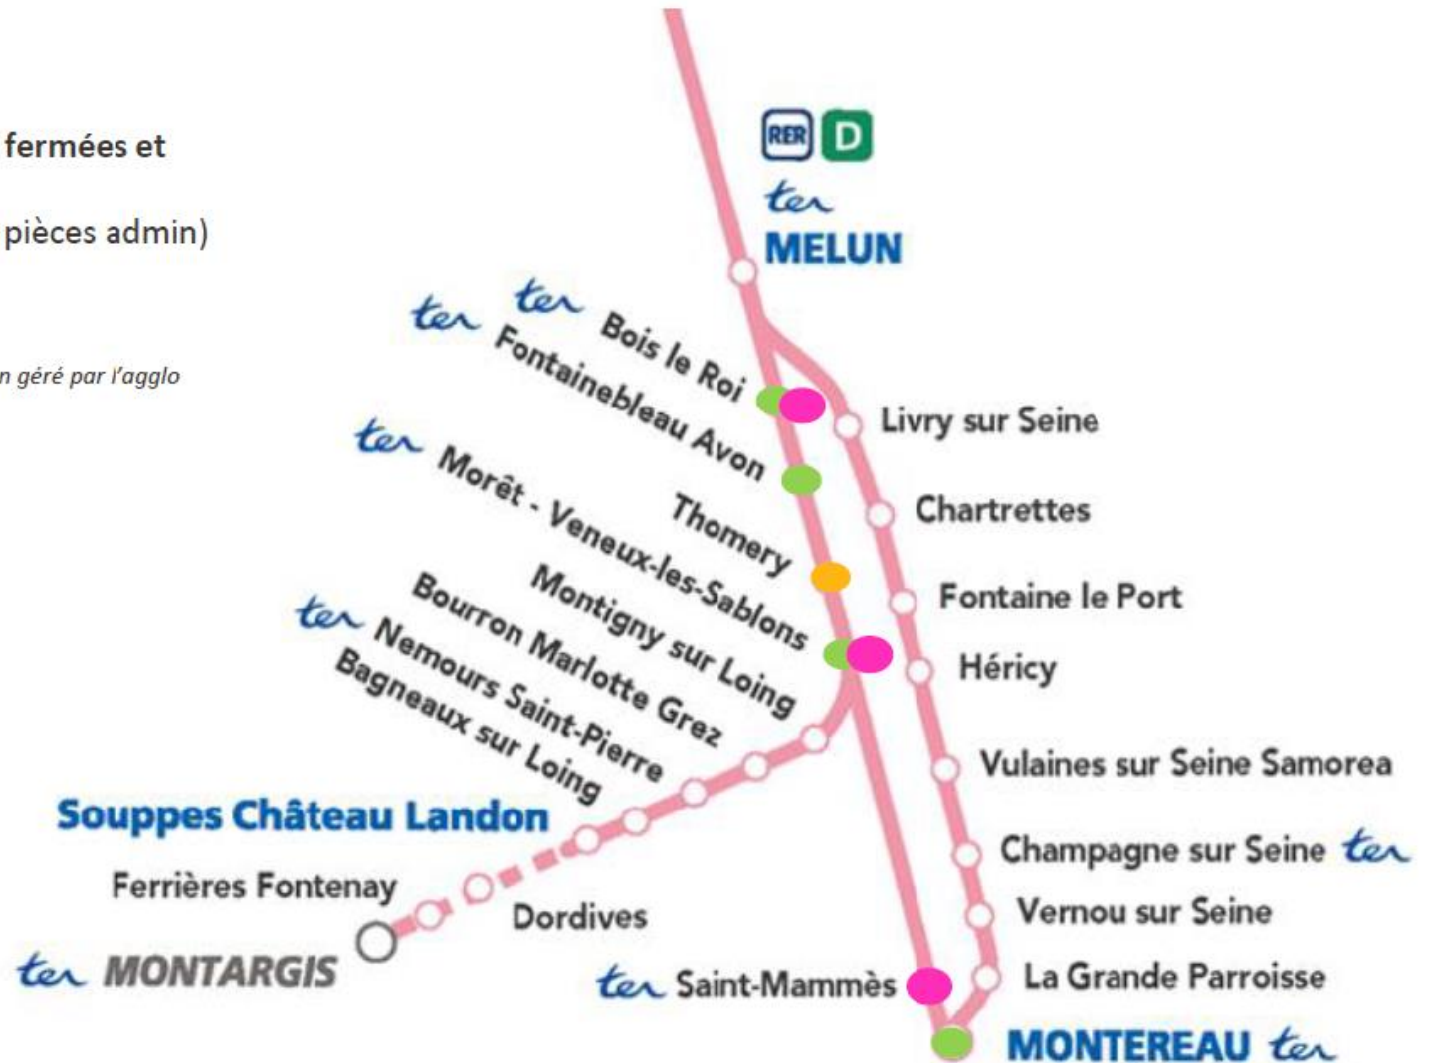 fermées et
pièces admin)
n géré par l'agglo
RER D
ter
MELUN
ter Bois le Roi
ter Fontainebleau Avon
Thomery
ter Morêt - Veneux-les-Sablons
Montigny sur Loing
Bourron Marlotte Grez
ter Nemours Saint-Pierre
Bagneaux sur Loing
Souppes Château Landon
Ferrières Fontenay
Dordives
ter MONTARGIS
Livry sur Seine
Chartrettes
Fontaine le Port
Héricy
Vulaines sur Seine Samorea
Champagne sur Seine ter
Vernou sur Seine
La Grande Parroisse
ter Saint-Mammès
MONTEREAU ter